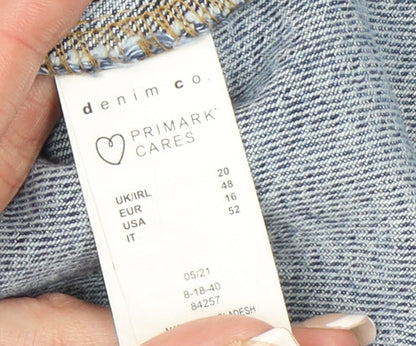 denim co.
PRIMARK
CARES
UK/IRL 20
EUR 48
USA 16
IT 52
05/21
8-18-40
84257